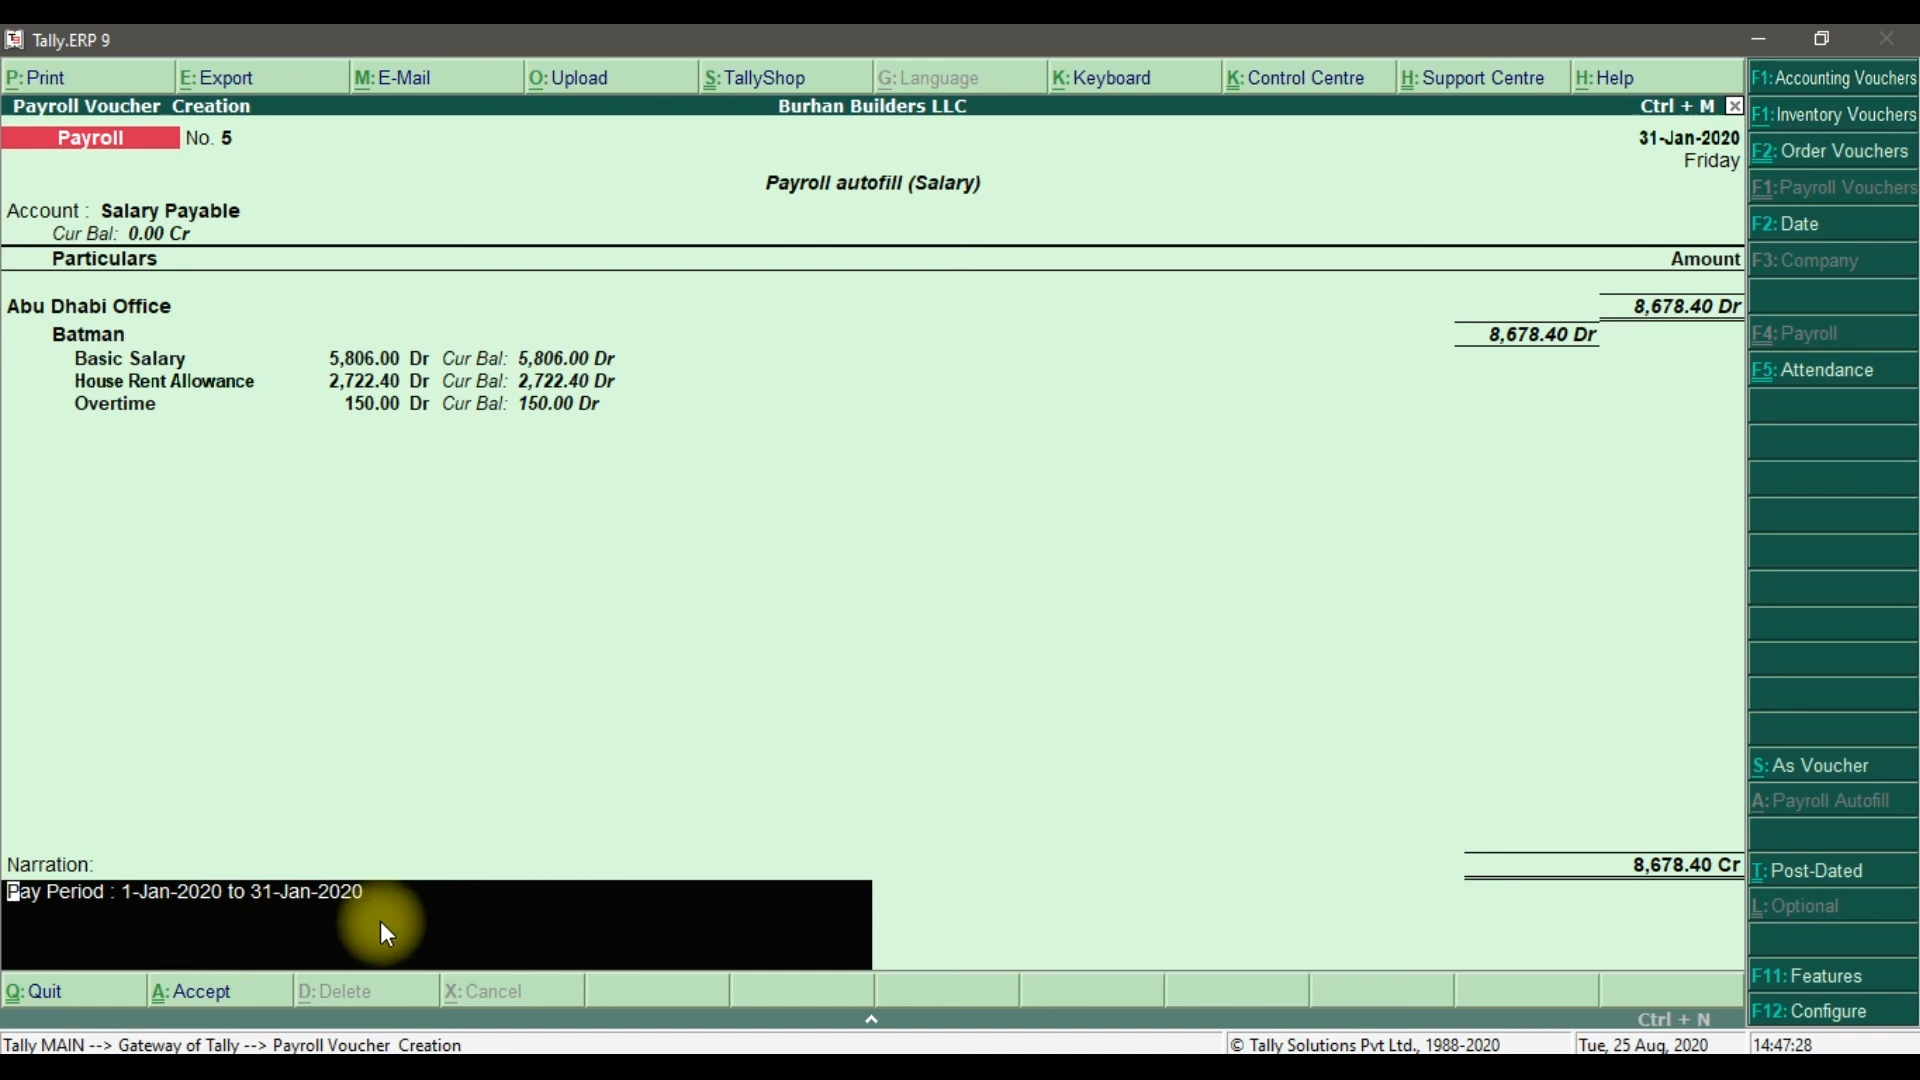 Tally.ERP 9
P: Print E: Export M: E-Mail O: Upload S: TallyShop G: Language K: Keyboard K: Control Centre H: Support Centre H: Help
Payroll Voucher Creation Burhan Builders LLC Ctrl + M
Payroll No. 5 31-Jan-2020
Friday
Payroll autofill (Salary)
Account : Salary Payable
Cur Bal: 0.00 Cr
Particulars Amount
Abu Dhabi Office 8,678.40 Dr
Batman 8,678.40 Dr
Basic Salary 5,806.00 Dr Cur Bal: 5,806.00 Dr
House Rent Allowance 2,722.40 Dr Cur Bal: 2,722.40 Dr
Overtime 150.00 Dr Cur Bal: 150.00 Dr
Narration: 8,678.40 Cr
Pay Period : 1-Jan-2020 to 31-Jan-2020
Q: Quit A: Accept D: Delete X: Cancel
Ctrl + N
Tally MAIN --> Gateway of Tally --> Payroll Voucher Creation © Tally Solutions Pvt Ltd., 1988-2020 Tue, 25 Aug, 2020 14:47:28
F1: Accounting Vouchers
F1: Inventory Vouchers
F2: Order Vouchers
F1: Payroll Vouchers
F2: Date
F3: Company
F4: Payroll
F5: Attendance
S: As Voucher
A: Payroll Autofill
T: Post-Dated
L: Optional
F11: Features
F12: Configure